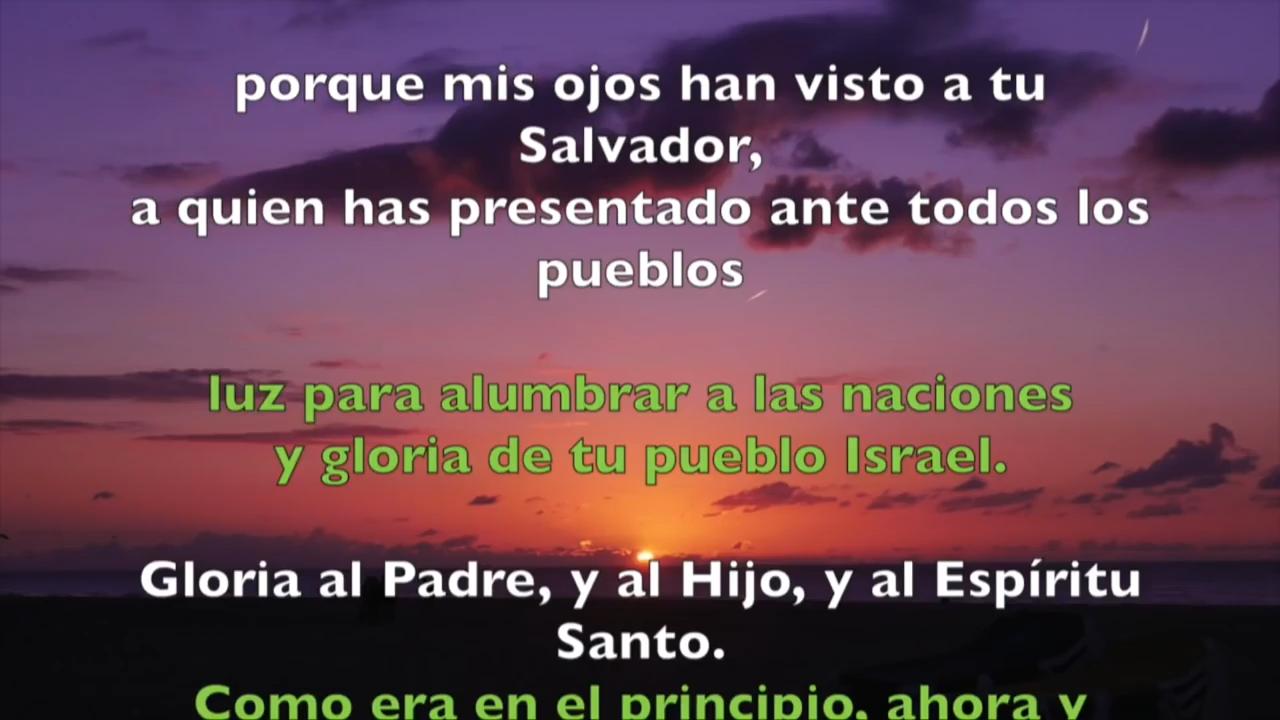 porque mis ojos han visto a tu
Salvador,
a quien has presentado ante todos los
pueblos
luz para alumbrar a las naciones
y gloria de tu pueblo Israel.
Gloria al Padre, y al Hijo, y al Espíritu
Santo.
Como era en el principio, ahora y